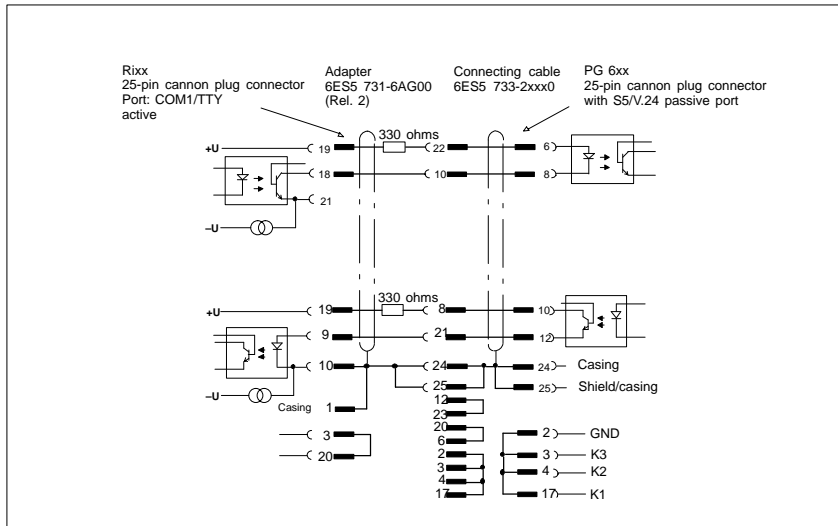 Rixx
25-pin cannon plug connector
Port: COM1/TTY
active
Adapter
6ES5 731-6AG00
(Rel. 2)
Connecting cable
6ES5 733-2xxx0
PG 6xx
25-pin cannon plug connector
with S5/V.24 passive port
330 ohms
+U
19
22
6
18
10
8
21
–U
330 ohms
+U
19
8
10
9
21
12
10
24
24
Casing
25
25
Shield/casing
–U
Casing
1
12
23
3
20
2
GND
20
6
2
3
K3
3
4
K2
4
17
17
K1